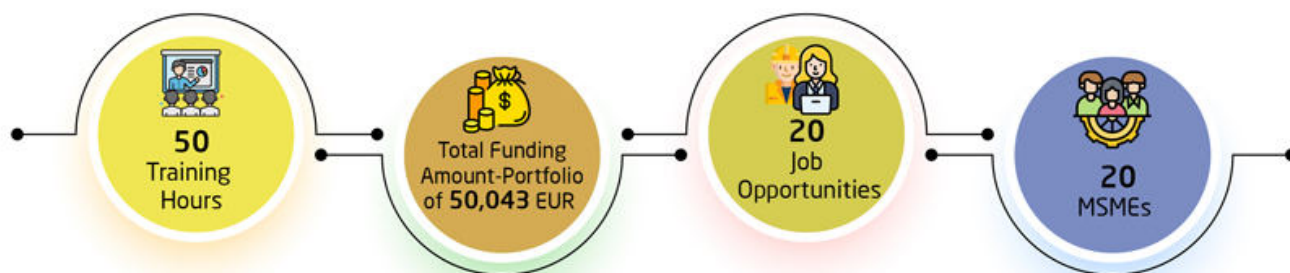 50
Training
Hours
Total Funding
Amount-Portfolio
of 50,043 EUR
20
Job
Opportunities
20
MSMEs